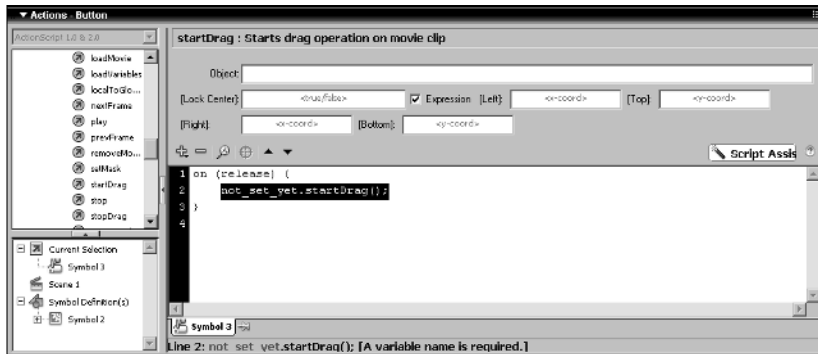 Actions - Button
ActionScript 1.0 & 2.0
loadMovie
loadVariables
localToGlo...
nextFrame
play
prevFrame
removeMo...
setMask
startDrag
stop
stopDrag
Current Selection
Symbol 3
Scene 1
Symbol Definition(s)
Symbol 2
startDrag : Starts drag operation on movie clip
Object:
[Lock Center]: <true/false> Expression [Left]: <x-coord> [Top]: <y-coord>
[Right]: <x-coord> [Bottom]: <y-coord>
Script Assis
1 on (release) {
2 not_set_yet.startDrag();
3 }
4
Symbol 3
Line 2: not_set_yet.startDrag(); [A variable name is required.]